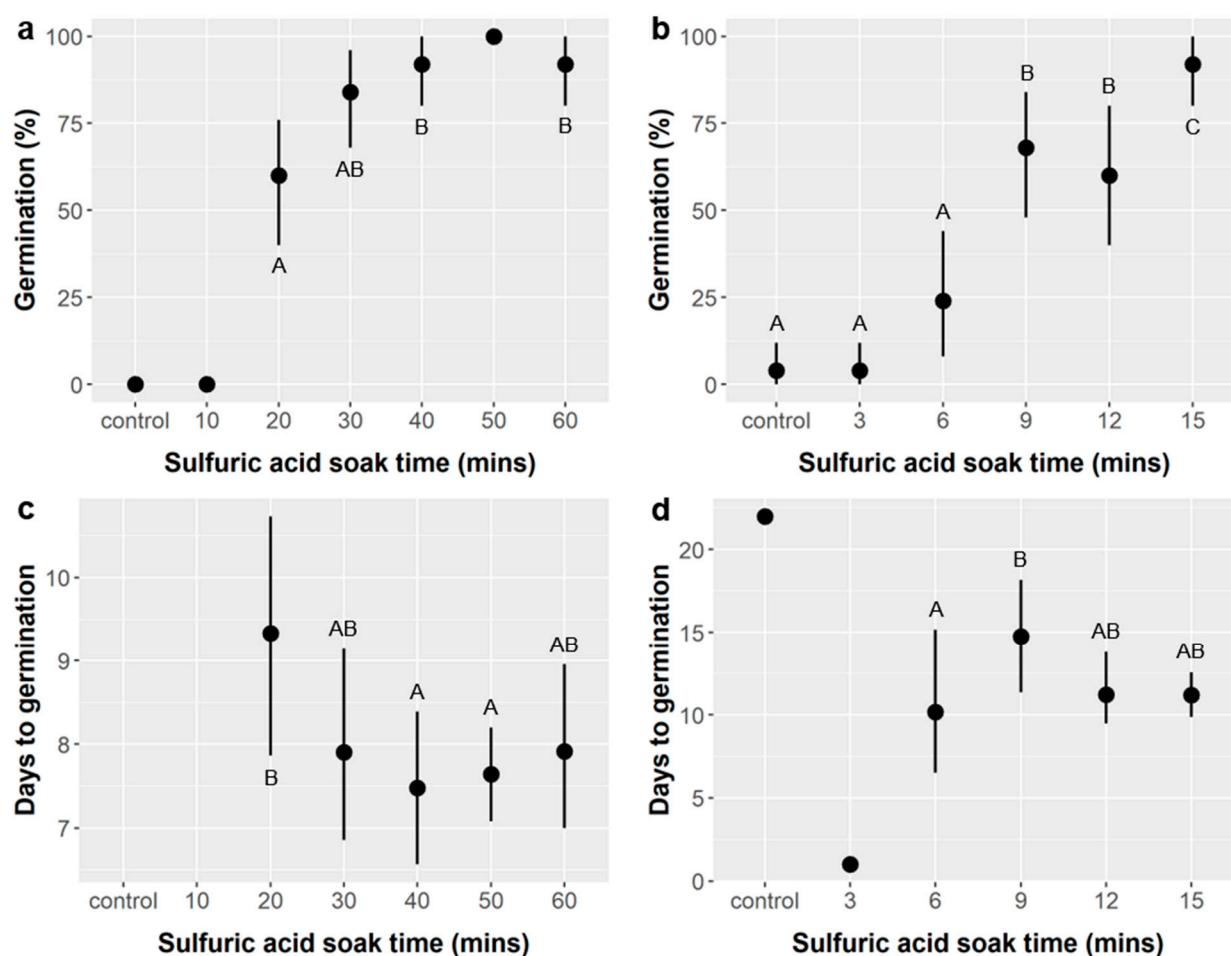 a
b
Germination (%)
100
75
50
25
0
A
AB
B
B
control 10 20 30 40 50 60
Sulfuric acid soak time (mins)
Germination (%)
100
75
50
25
0
A
A
A
B
B
C
control 3 6 9 12 15
Sulfuric acid soak time (mins)
c
d
Days to germination
10
9
8
7
B
AB
A
A
AB
control 10 20 30 40 50 60
Sulfuric acid soak time (mins)
Days to germination
20
15
10
5
0
A
B
AB
AB
control 3 6 9 12 15
Sulfuric acid soak time (mins)